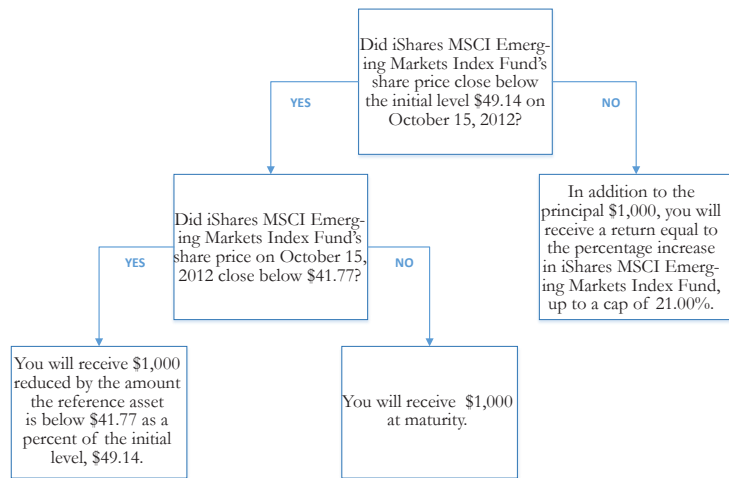 Did iShares MSCI Emerg-
ing Markets Index Fund's
share price close below
the initial level $49.14 on
October 15, 2012?
YES
NO
Did iShares MSCI Emerg-
ing Markets Index Fund's
share price on October 15,
2012 close below $41.77?
In addition to the
principal $1,000, you will
receive a return equal to
the percentage increase
in iShares MSCI Emerg-
ing Markets Index Fund,
up to a cap of 21.00%.
YES
NO
You will receive $1,000
reduced by the amount
the reference asset
is below $41.77 as a
percent of the initial
level, $49.14.
You will receive $1,000
at maturity.